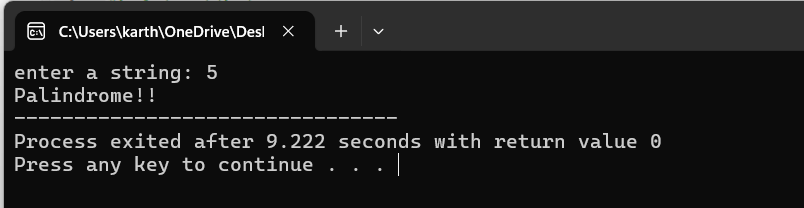 C:\Users\karth\OneDrive\Desl
enter a string: 5
Palindrome!!
--------------------------------
Process exited after 9.222 seconds with return value 0
Press any key to continue . . .